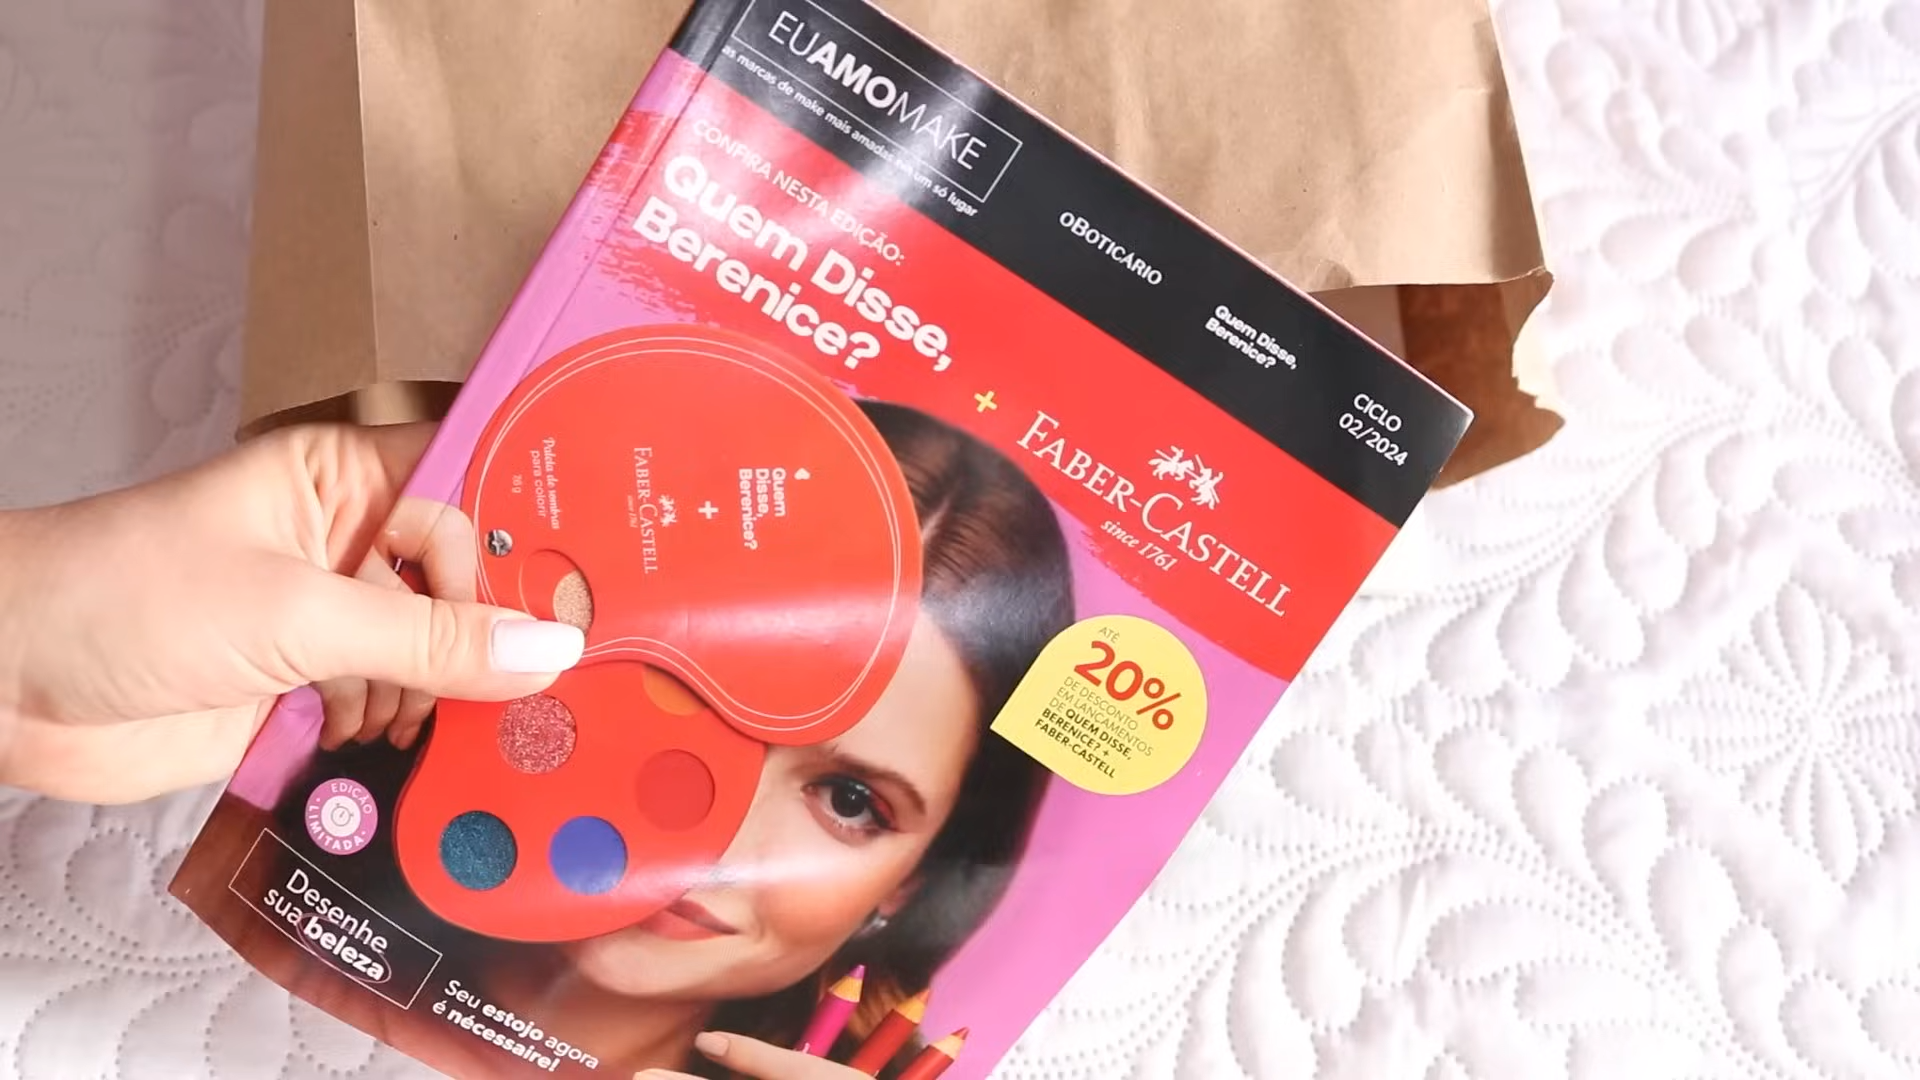 EUAMOMAKE
as marcas de make mais amadas em um só lugar
OBOTICÁRIO
Quem Disse,
Berenice?
CICLO
02/2024
CONFIRA NESTA EDIÇÃO:
Quem Disse,
Berenice?
+
FABER-CASTELL
since 1761
Quem
Disse,
Berenice?
+
FABER-CASTELL
since 1761
Paleta de sombras
para colorir
16 g
ATÉ
20%
DE DESCONTO
EM LANÇAMENTOS
DE QUEM DISSE,
BERENICE? +
FABER-CASTELL
EDIÇÃO
LIMITADA
Desenhe
sua beleza
Seu estojo agora
é nécessaire!